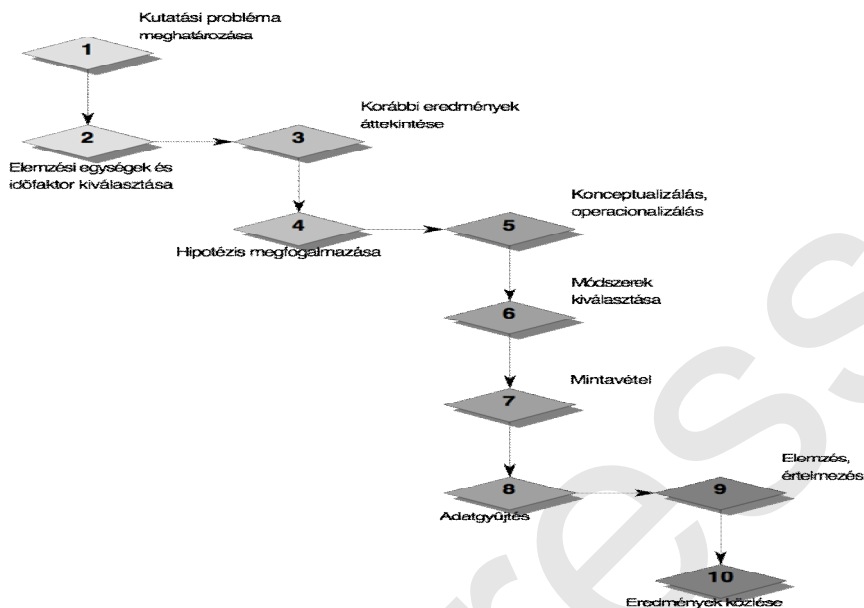 1
Kutatási probléma
meghatározása
2
Elemzési egységek és
időfaktor kiválasztása
3
Korábbi eredmények
áttekintése
4
Hipotézis megfogalmazása
5
Konceptualizálás,
operacionalizálás
6
Módszerek
kiválasztása
7
Mintavétel
8
Adatgyűjtés
9
Elemzés,
értelmezés
10
Eredmények közlése
ress